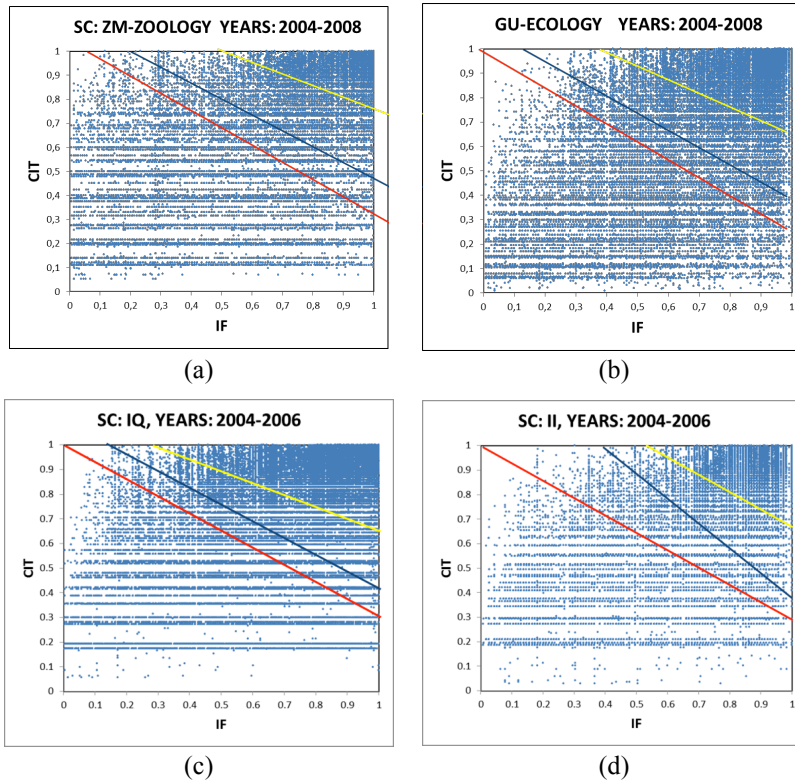 SC: ZM-ZOOLOGY YEARS: 2004-2008
CIT
1
0,9
0,8
0,7
0,6
0,5
0,4
0,3
0,2
0,1
0
0 0,1 0,2 0,3 0,4 0,5 0,6 0,7 0,8 0,9 1
IF
(a)
GU-ECOLOGY YEARS: 2004-2008
CIT
1
0,9
0,8
0,7
0,6
0,5
0,4
0,3
0,2
0,1
0
0 0,1 0,2 0,3 0,4 0,5 0,6 0,7 0,8 0,9 1
IF
(b)
SC: IQ, YEARS: 2004-2006
CIT
1
0.9
0.8
0.7
0.6
0.5
0.4
0.3
0.2
0.1
0
0 0.1 0.2 0.3 0.4 0.5 0.6 0.7 0.8 0.9 1
IF
(c)
SC: II, YEARS: 2004-2006
CIT
1
0.9
0.8
0.7
0.6
0.5
0.4
0.3
0.2
0.1
0
0 0.1 0.2 0.3 0.4 0.5 0.6 0.7 0.8 0.9 1
IF
(d)